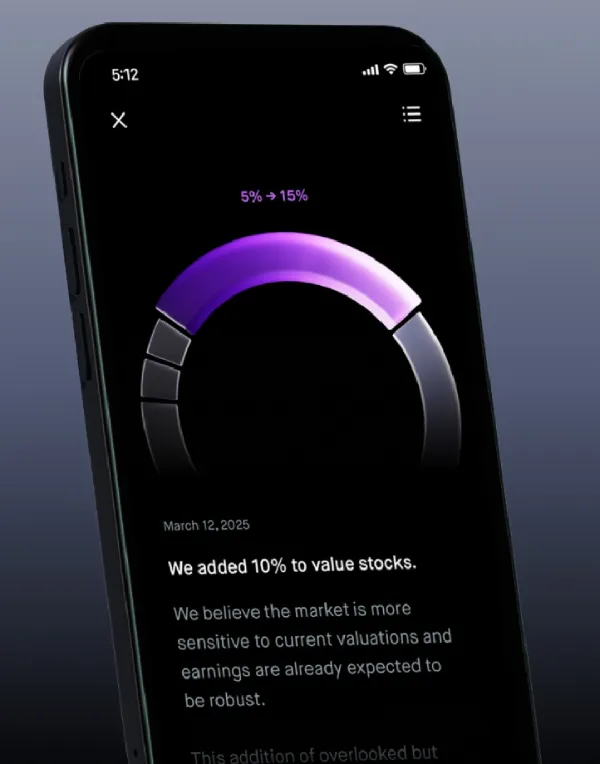 5:12
5% → 15%
March 12, 2025
We added 10% to value stocks.
We believe the market is more
sensitive to current valuations and
earnings are already expected to
be robust.
This addition of overlooked but